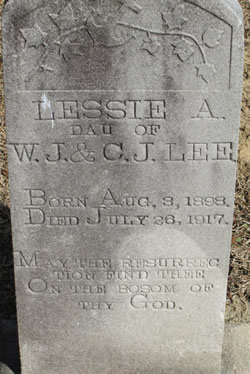 LESSIE A.
DAU OF
W. J. & C. J. LEE.
BORN AUG. 3, 1898.
DIED JULY 26, 1917.
MAY THE RESURREC
TION FIND THEE
ON THE BOSOM OF
THY GOD.